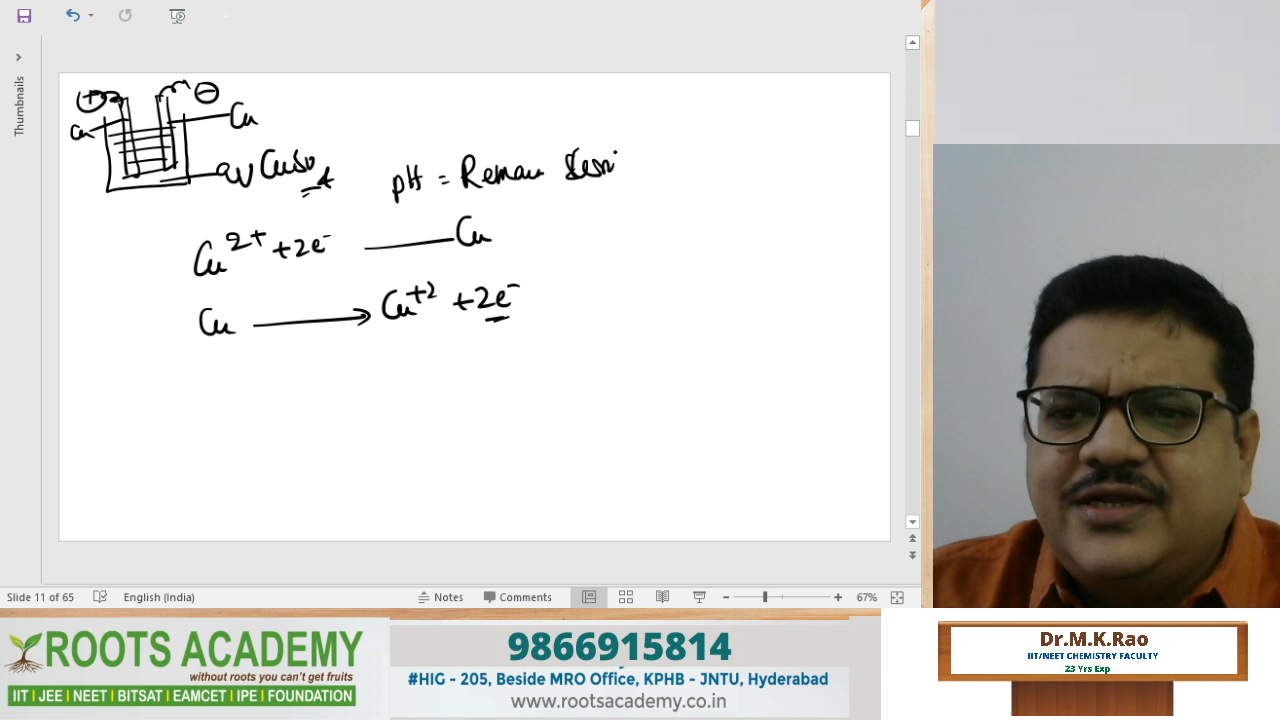 Thumbnails
+
−
Cu
Cu
CuSO4
pH = Remain
Cu2+ + 2e- — Cu
Cu → Cu+2 + 2e-
Slide 11 of 65
English (India)
Notes
Comments
67%
ROOTS ACADEMY
without roots you can't get fruits
IIT I JEE I NEET I BITSAT I EAMCET I IPE I FOUNDATION
9866915814
#HIG - 205, Beside MRO Office, KPHB - JNTU, Hyderabad
www.rootsacademy.co.in
Dr.M.K.Rao
IIT/NEET CHEMISTRY FACULTY
23 Yrs Exp